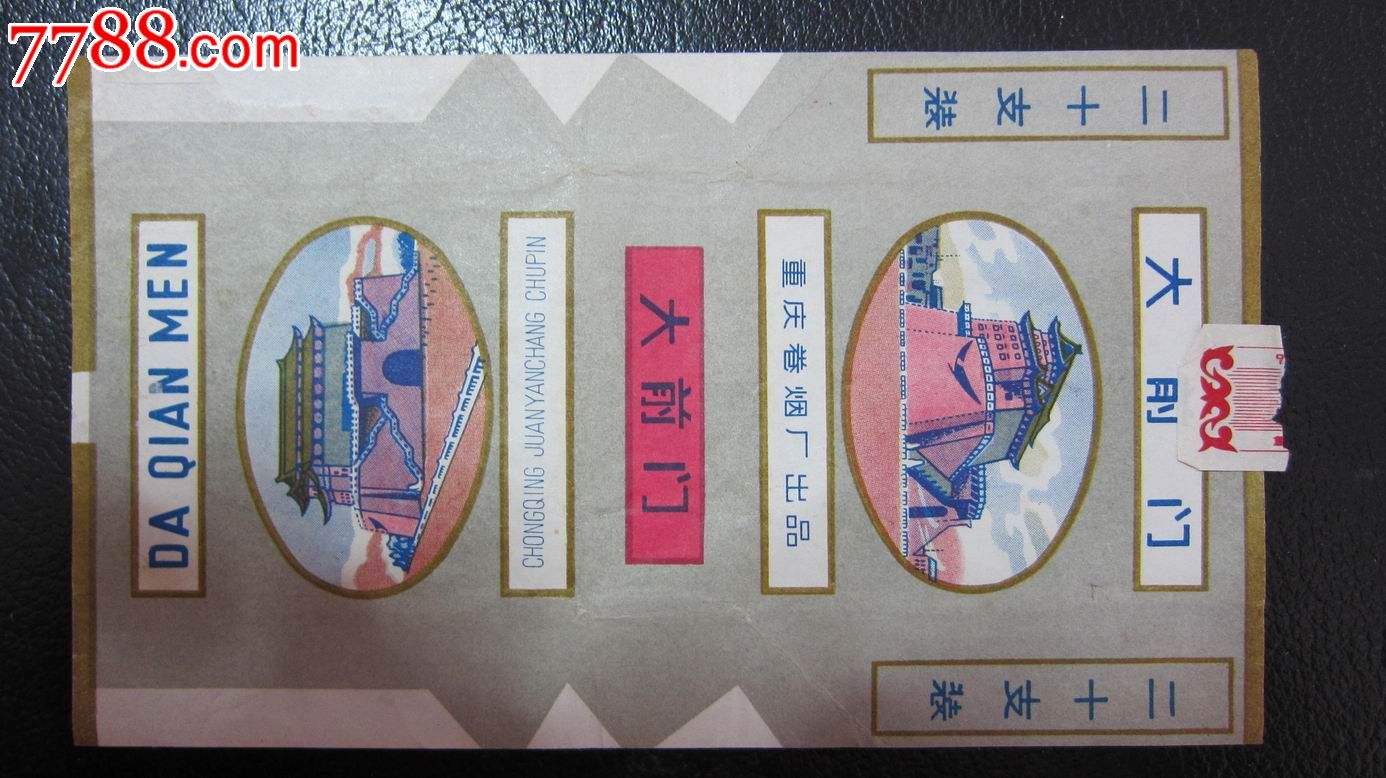 7788.com
DA QIAN MEN
CHONGQING JUANYANCHANG CHUPIN
大前门
重庆卷烟厂出品
大前门
二十支装
二十支装